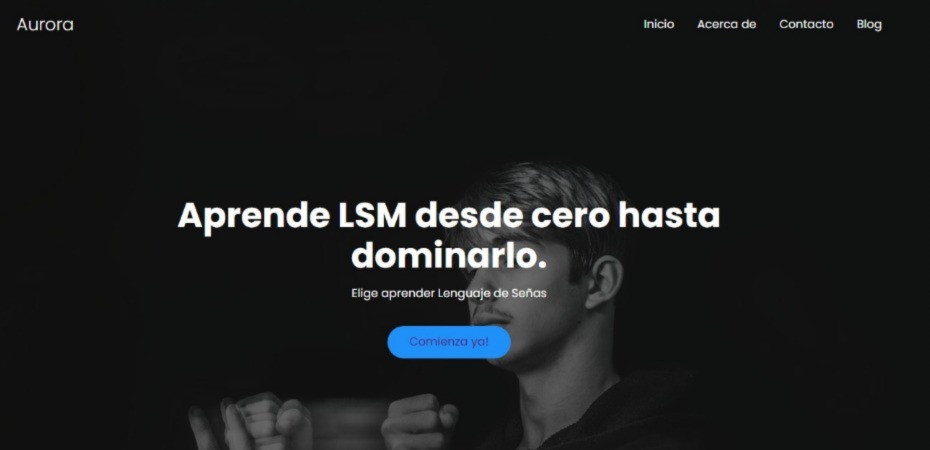 Aurora
Inicio Acerca de Contacto Blog
Aprende LSM desde cero hasta
dominarlo.
Elige aprender Lenguaje de Señas
Comienza ya!